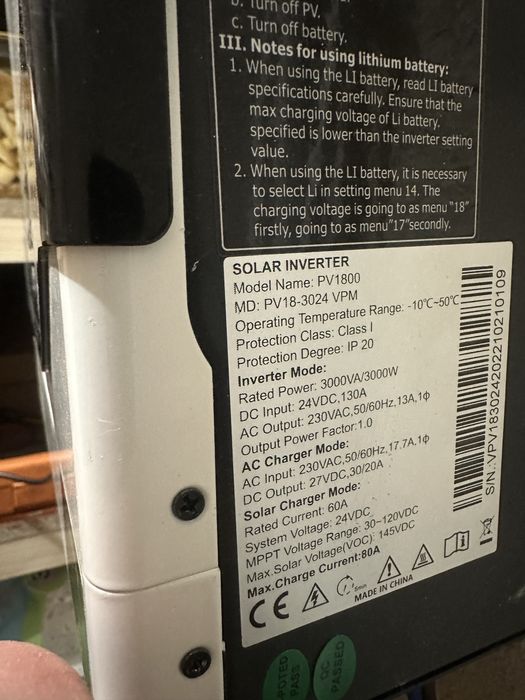 b. Turn off PV.
c. Turn off battery.
III. Notes for using lithium battery:
1. When using the LI battery, read LI battery
specifications carefully. Ensure that the
max charging voltage of Li battery.
specified is lower than the inverter setting
value.
2. When using the LI battery, it is necessary
to select Li in setting menu 14. The
charging voltage is going to as menu "18"
firstly, going to as menu"17"secondly.
SOLAR INVERTER
Model Name: PV1800
MD: PV18-3024 VPM
Operating Temperature Range: -10℃~50℃
Protection Class: Class I
Protection Degree: IP 20
Inverter Mode:
Rated Power: 3000VA/3000W
DC Input: 24VDC,130A
AC Output: 230VAC,50/60Hz,13A,1ф
Output Power Factor:1.0
AC Charger Mode:
AC Input: 230VAC,50/60Hz,17.7A,1ф
DC Output: 27VDC,30/20A
Solar Charger Mode:
Rated Current: 60A
System Voltage: 24VDC
MPPT Voltage Range: 30~120VDC
Max.Solar Voltage(VOC): 145VDC
Max.Charge Current:80A
CE
5min
MADE IN CHINA
S/N.:VPV18302420221021010​9
POTED
PASS
QC
PASSED